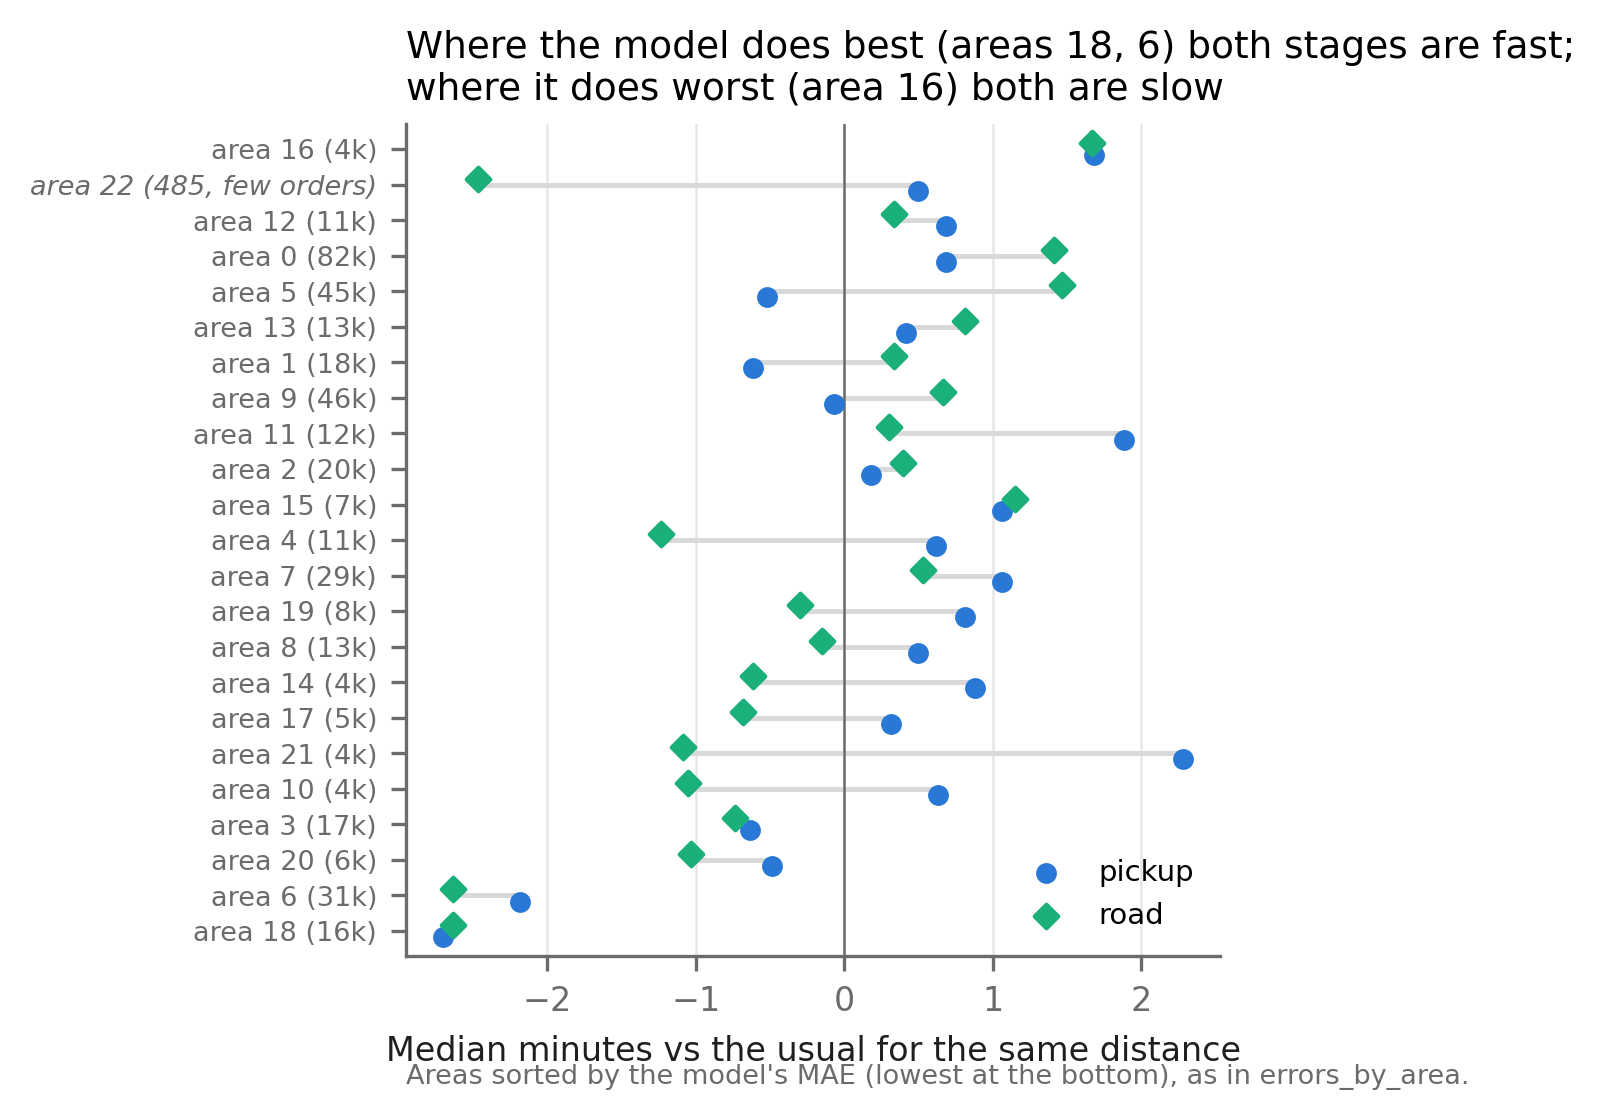 Where the model does best (areas 18, 6) both stages are fast;
where it does worst (area 16) both are slow
area 16 (4k)
area 22 (485, few orders)
area 12 (11k)
area 0 (82k)
area 5 (45k)
area 13 (13k)
area 1 (18k)
area 9 (46k)
area 11 (12k)
area 2 (20k)
area 15 (7k)
area 4 (11k)
area 7 (29k)
area 19 (8k)
area 8 (13k)
area 14 (4k)
area 17 (5k)
area 21 (4k)
area 10 (4k)
area 3 (17k)
area 20 (6k)
area 6 (31k)
area 18 (16k)
pickup
road
−2 −1 0 1 2
Median minutes vs the usual for the same distance
Areas sorted by the model's MAE (lowest at the bottom), as in errors_by_area.